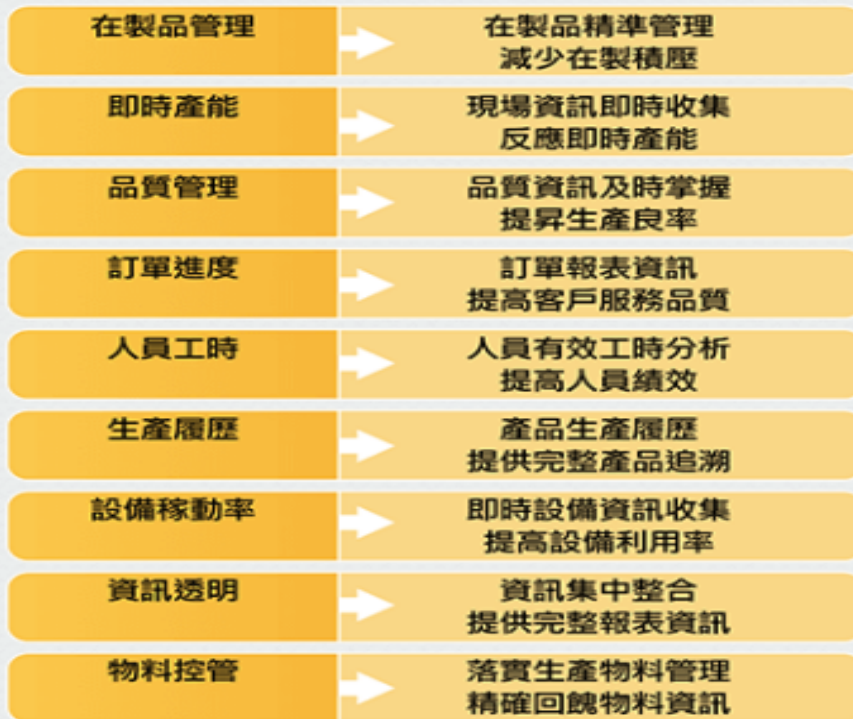 在製品管理
在製品精準管理
減少在製積壓
即時產能
現場資訊即時收集
反應即時產能
品質管理
品質資訊及時掌握
提昇生產良率
訂單進度
訂單報表資訊
提高客戶服務品質
人員工時
人員有效工時分析
提高人員績效
生產履歷
產品生產履歷
提供完整產品追溯
設備稼動率
即時設備資訊收集
提高設備利用率
資訊透明
資訊集中整合
提供完整報表資訊
物料控管
落實生產物料管理
精確回餽物料資訊